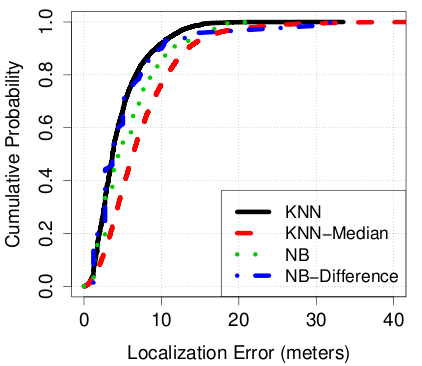 Cumulative Probability
1.0
0.8
0.6
0.4
0.2
0.0
KNN
KNN−Median
NB
NB−Difference
0 10 20 30 40
Localization Error (meters)